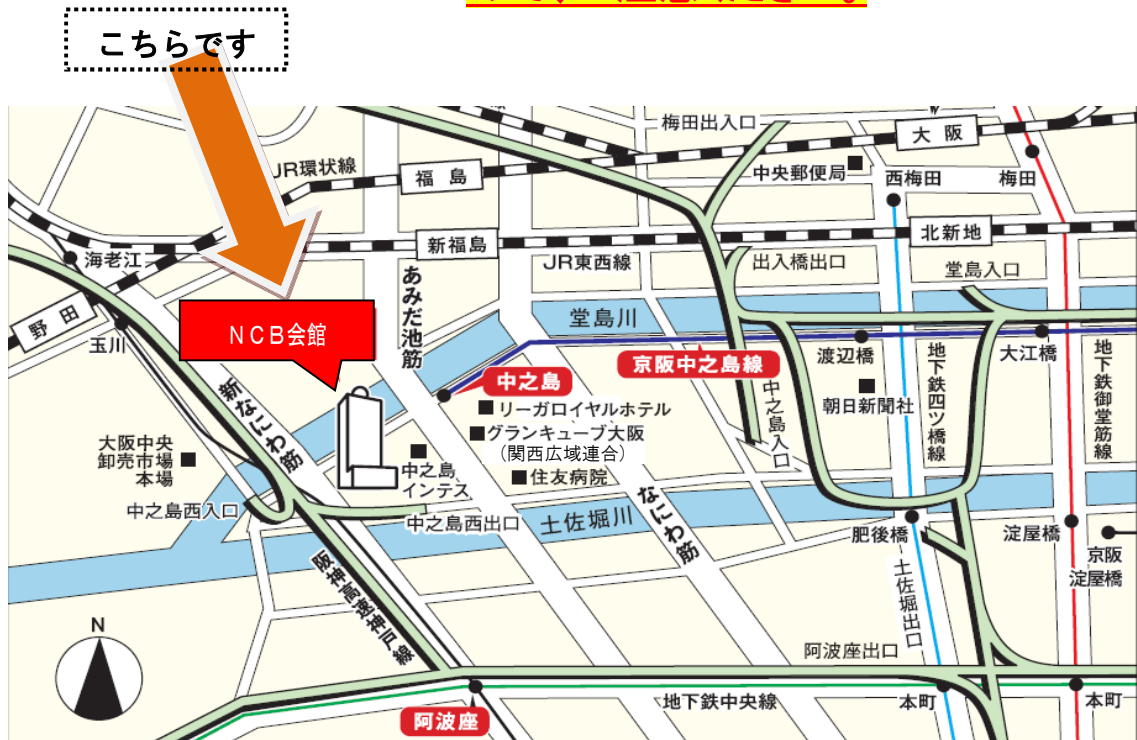 こちらです
梅田出入口
大阪
JR環状線
福島
中央郵便局
西梅田
梅田
新福島
北新地
海老江
JR東西線
出入橋出口
堂島入口
あみだ池筋
野田
玉川
NCB会館
堂島川
京阪中之島線
渡辺橋
大江橋
地下鉄四ツ橋線
地下鉄御堂筋線
中之島
新なにわ筋
リーガロイヤルホテル
中之島入口
朝日新聞社
グランキューブ大阪
(関西広域連合)
大阪中央
卸売市場
本場
中之島
インテス
住友病院
なにわ筋
中之島西入口
中之島西出口
土佐堀川
肥後橋
淀屋橋
京阪
淀屋橋
阪神高速神戸線
土佐堀出口
N
阿波座出口
地下鉄中央線
本町
本町
阿波座